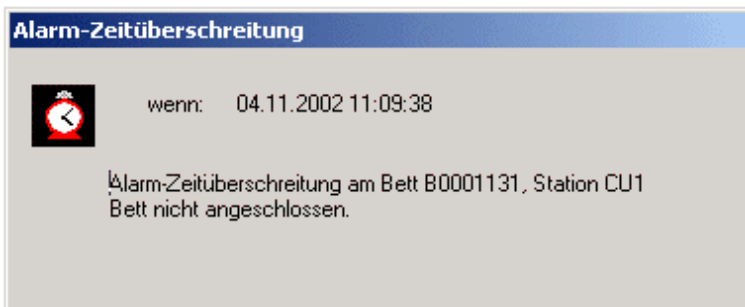 Alarm-Zeitüberschreitung
wenn: 04.11.2002 11:09:38
Alarm-Zeitüberschreitung am Bett B0001131, Station CU1
Bett nicht angeschlossen.